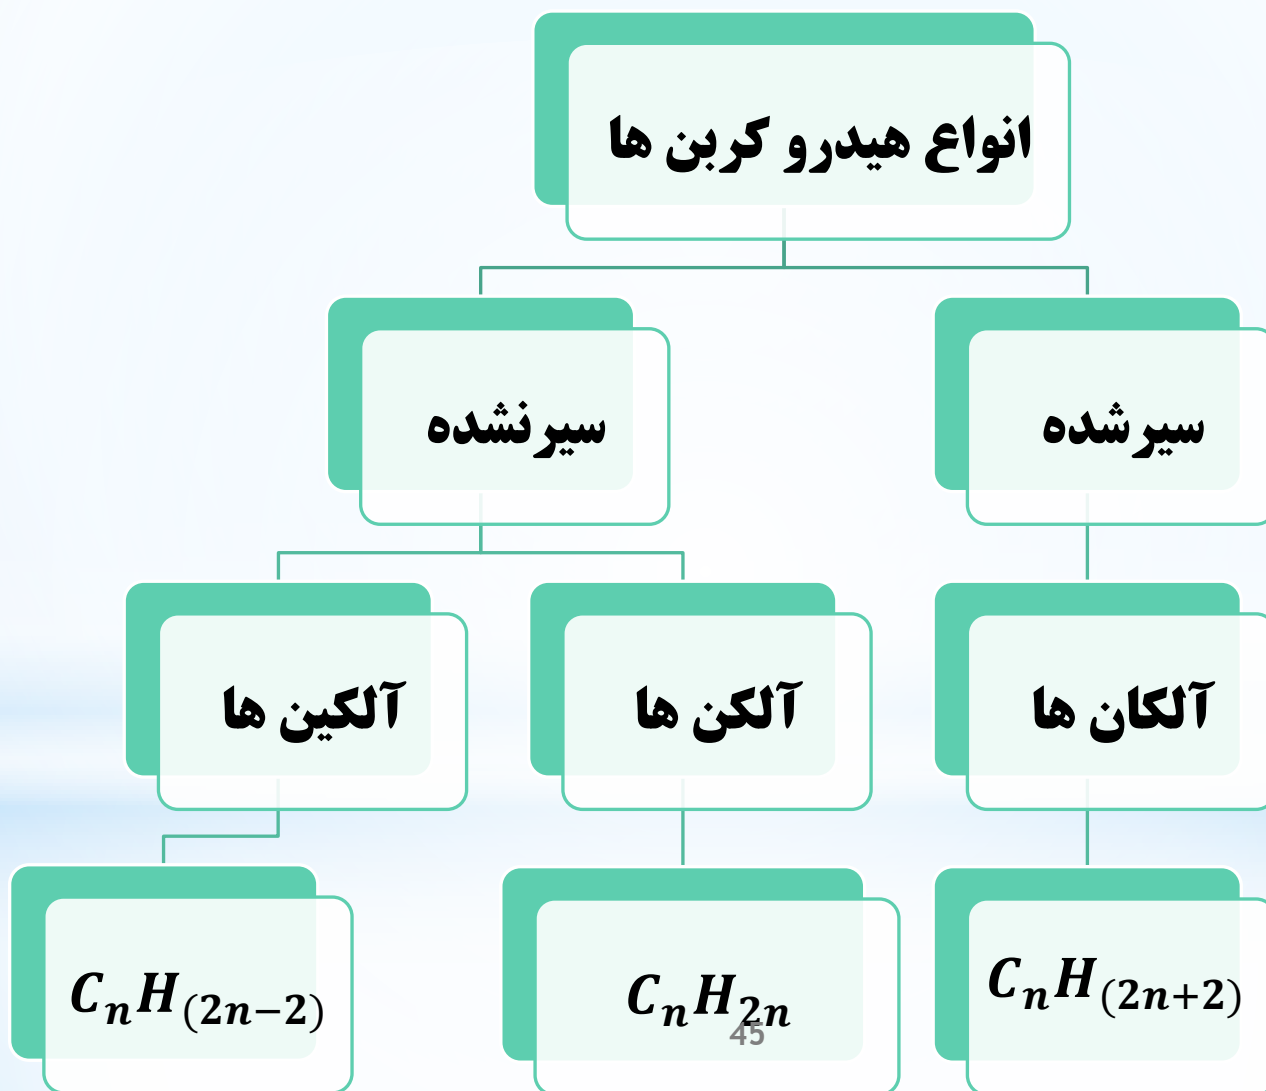 انواع هیدرو کربن ها
سیرشده
سیرنشده
آلکان ها
آلکن ها
آلکین ها
CₙH₍₂ₙ₊₂₎
CₙH₂ₙ
CₙH₍₂ₙ₋₂₎
45